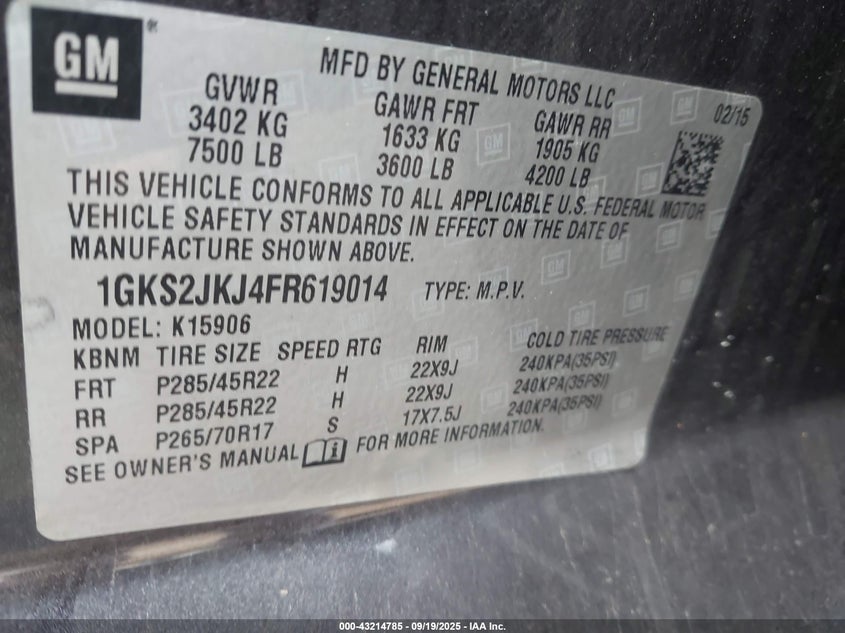 GM
MFD BY GENERAL MOTORS LLC
02/15
GVWR GAWR FRT GAWR RR
3402 KG 1633 KG 1905 KG
7500 LB 3600 LB 4200 LB
THIS VEHICLE CONFORMS TO ALL APPLICABLE U.S. FEDERAL MOTOR
VEHICLE SAFETY STANDARDS IN EFFECT ON THE DATE OF
MANUFACTURE SHOWN ABOVE.
1GKS2JKJ4FR619014 TYPE: M.P.V.
MODEL: K15906
KBNM TIRE SIZE SPEED RTG RIM COLD TIRE PRESSURE
FRT P285/45R22 H 22X9J 240KPA(35PSI)
RR P285/45R22 H 22X9J 240KPA(35PSI)
SPA P265/70R17 S 17X7.5J 240KPA(35PSI)
SEE OWNER'S MANUAL FOR MORE INFORMATION.
000-43214785 - 09/19/2025 - IAA Inc.